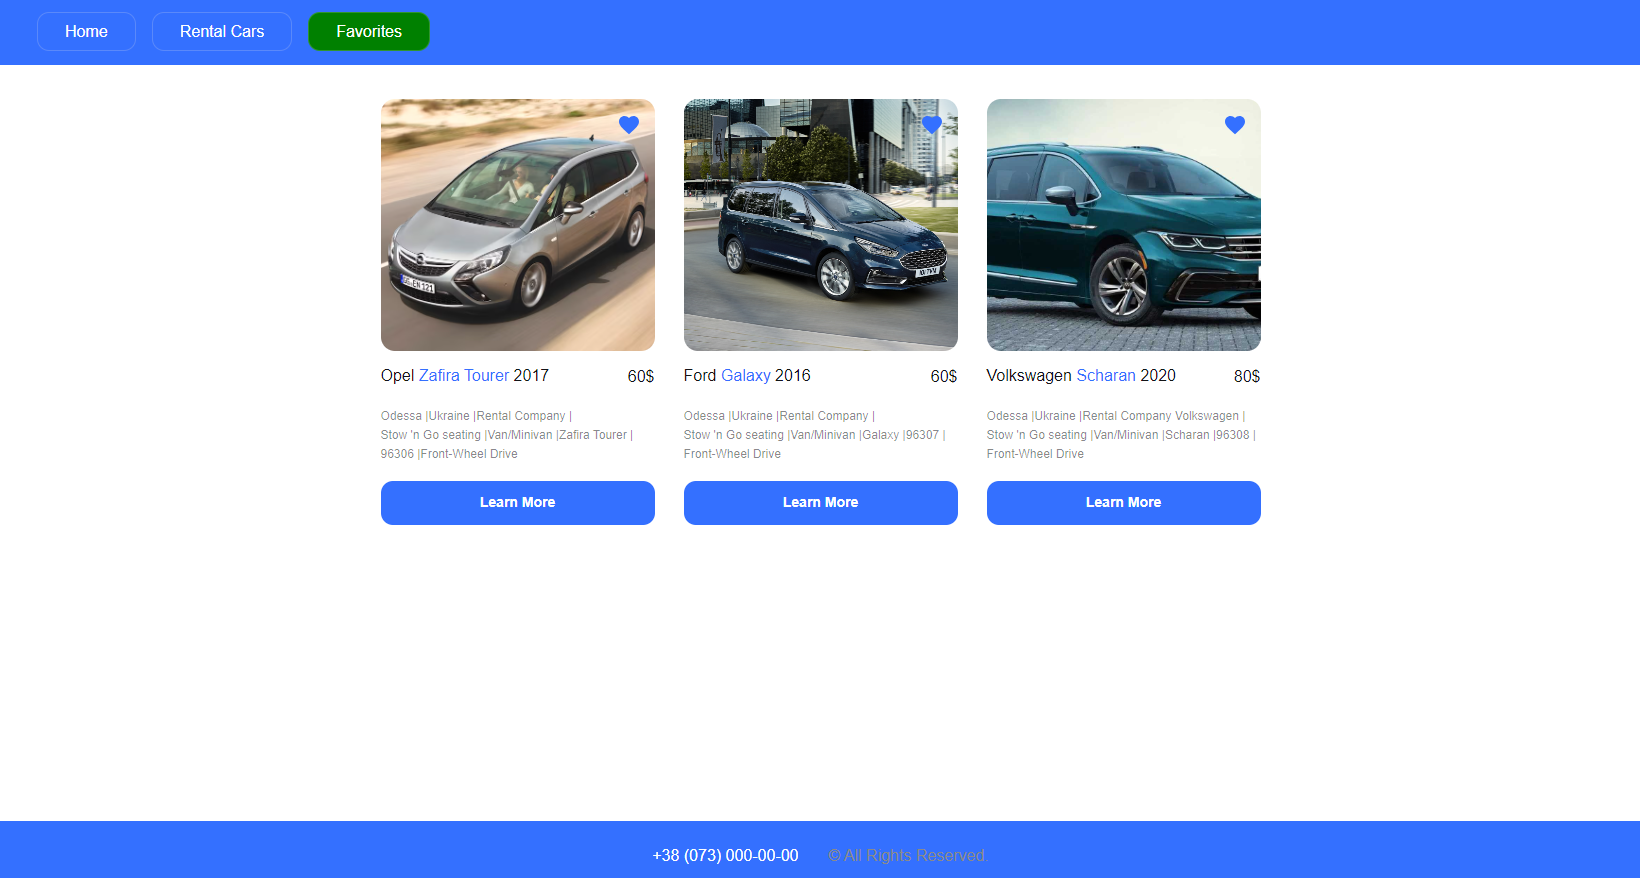 Home Rental Cars Favorites
Opel Zafira Tourer 2017 60$
Odessa |Ukraine |Rental Company |
Stow 'n Go seating |Van/Minivan |Zafira Tourer |
96306 |Front-Wheel Drive
Learn More
Ford Galaxy 2016 60$
Odessa |Ukraine |Rental Company |
Stow 'n Go seating |Van/Minivan |Galaxy |96307 |
Front-Wheel Drive
Learn More
Volkswagen Scharan 2020 80$
Odessa |Ukraine |Rental Company Volkswagen |
Stow 'n Go seating |Van/Minivan |Scharan |96308 |
Front-Wheel Drive
Learn More
+38 (073) 000-00-00 © All Rights Reserved.